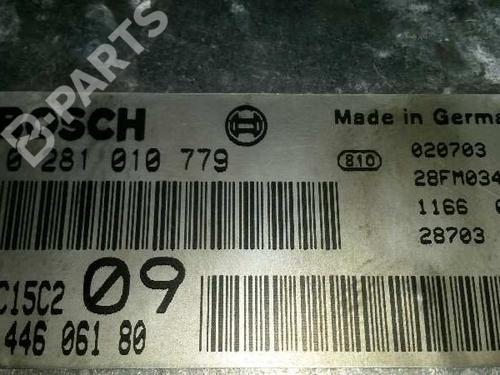 D-PARTS
BOSCH
Made in Germa
0 281 010 779
810
020703
28FM034
1166
28703
C15C2 09
446 061 80